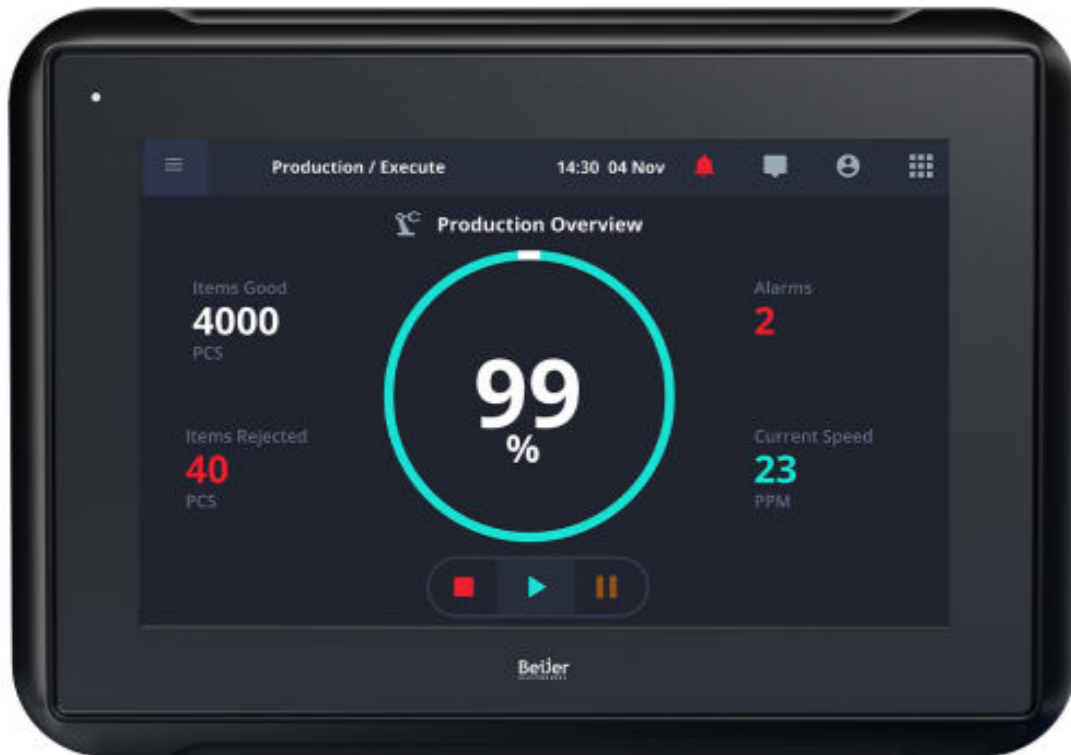 Production / Execute 14:30 04 Nov
Production Overview
Items Good
4000
PCS
Alarms
2
99
%
Items Rejected
40
PCS
Current Speed
23
PPM
Beijer
ELECTRONICS